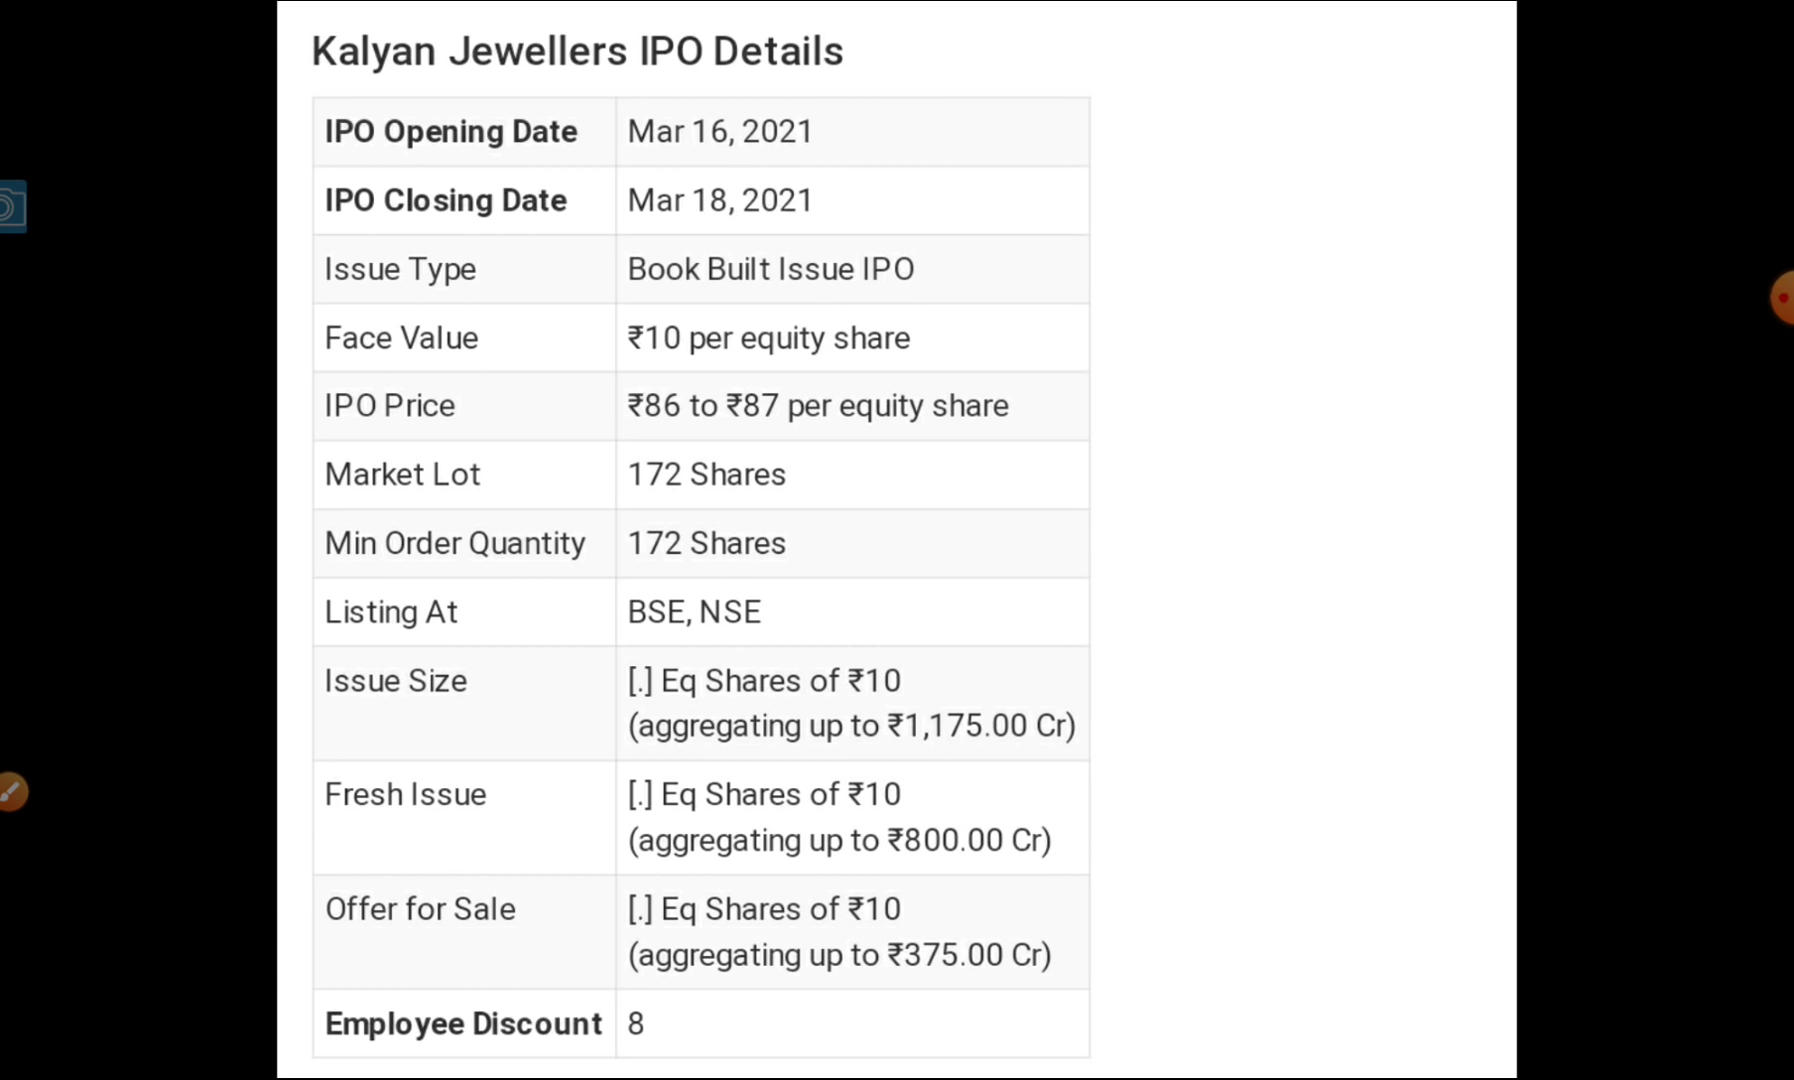 Kalyan Jewellers IPO Details
IPO Opening Date Mar 16, 2021
IPO Closing Date Mar 18, 2021
Issue Type Book Built Issue IPO
Face Value ₹10 per equity share
IPO Price ₹86 to ₹87 per equity share
Market Lot 172 Shares
Min Order Quantity 172 Shares
Listing At BSE, NSE
Issue Size [.] Eq Shares of ₹10
(aggregating up to ₹1,175.00 Cr)
Fresh Issue [.] Eq Shares of ₹10
(aggregating up to ₹800.00 Cr)
Offer for Sale [.] Eq Shares of ₹10
(aggregating up to ₹375.00 Cr)
Employee Discount 8